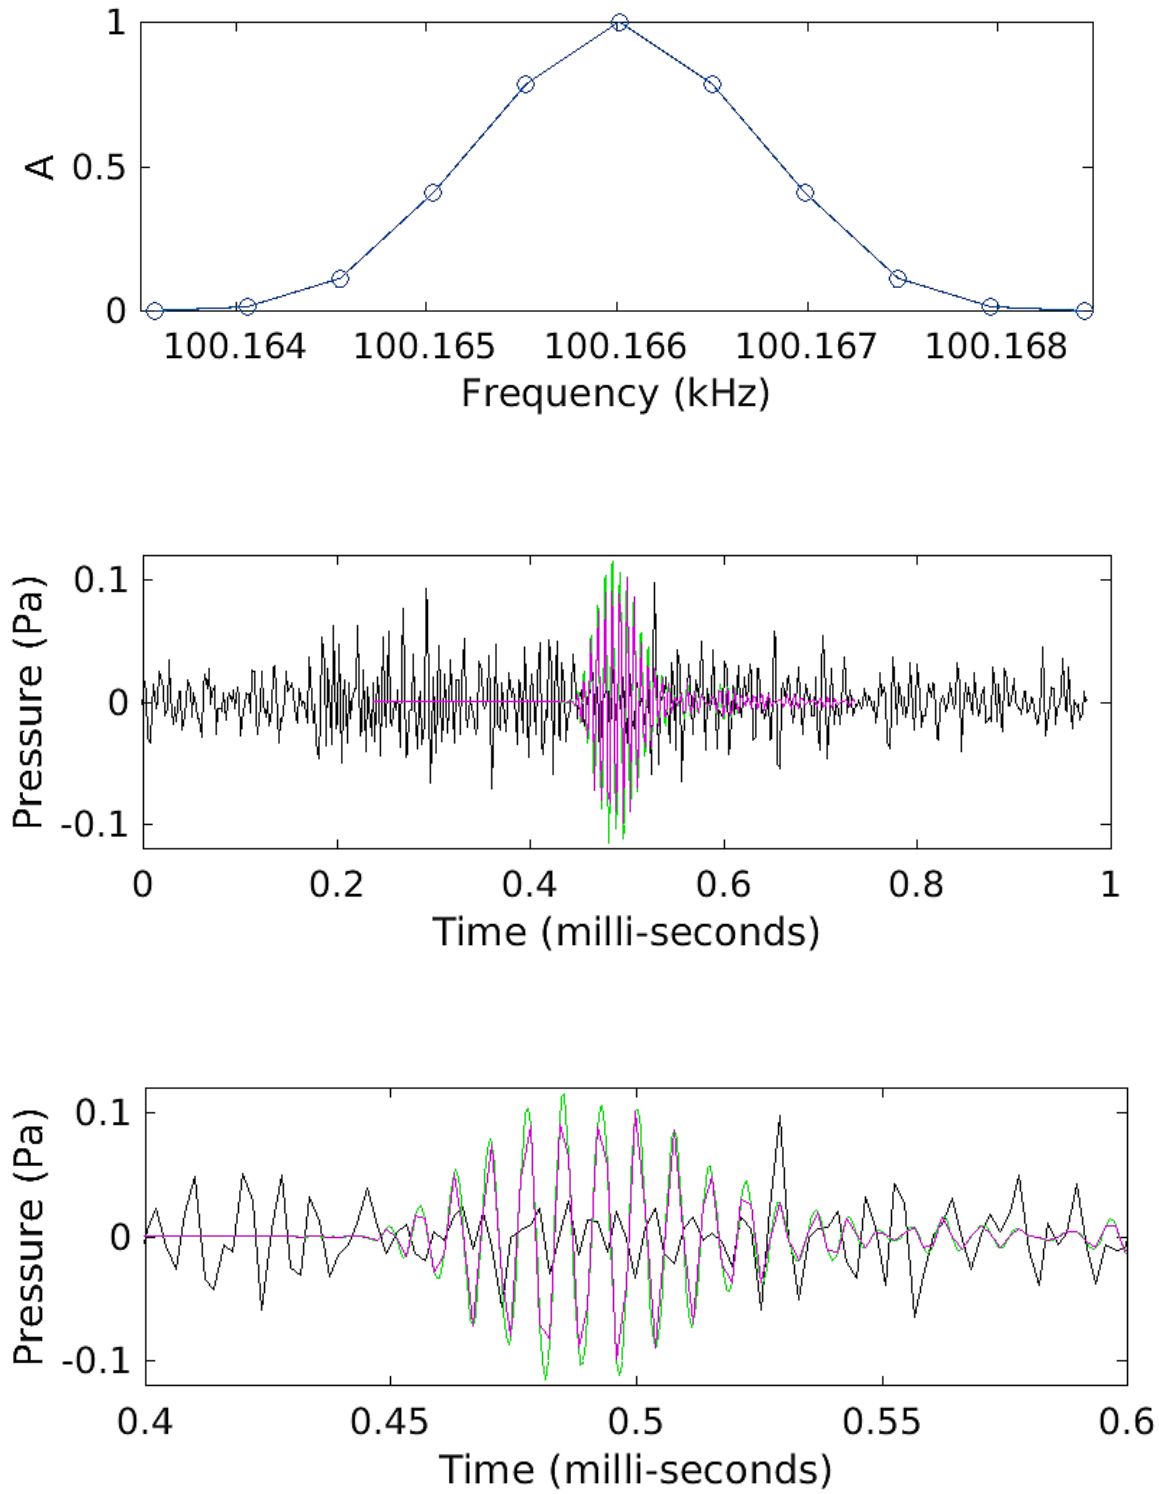 1
A 0.5
0
100.164 100.165 100.166 100.167 100.168
Frequency (kHz)
0.1
0
-0.1
Pressure (Pa)
0 0.2 0.4 0.6 0.8 1
Time (milli-seconds)
0.1
0
-0.1
Pressure (Pa)
0.4 0.45 0.5 0.55 0.6
Time (milli-seconds)